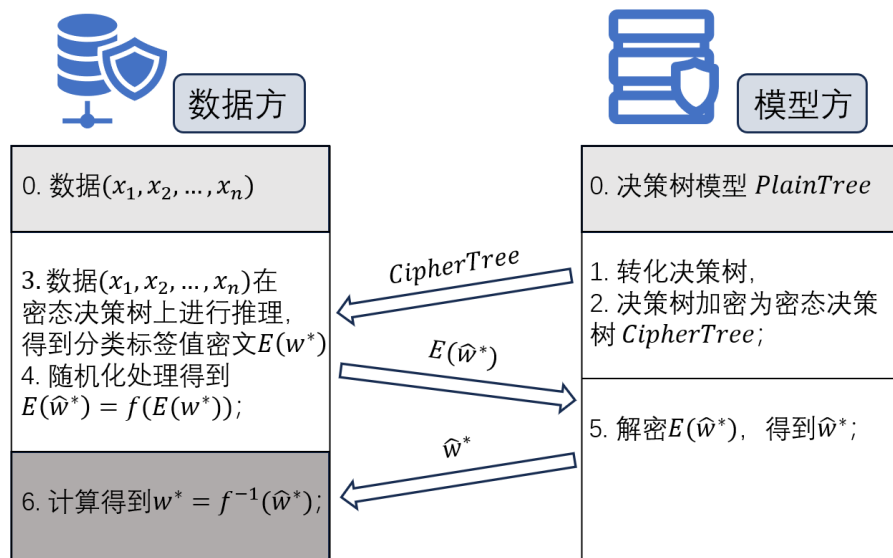 数据方
模型方
0. 数据(x₁, x₂, ..., xₙ)
3. 数据(x₁, x₂, ..., xₙ)在
密态决策树上进行推理,
得到分类标签值密文E(w*)
4. 随机化处理得到
E(ŵ*) = f(E(w*));
6. 计算得到w* = f⁻¹(ŵ*);
CipherTree
E(ŵ*)
ŵ*
0. 决策树模型 PlainTree
1. 转化决策树,
2. 决策树加密为密态决策
树 CipherTree;
5. 解密E(ŵ*), 得到ŵ*;